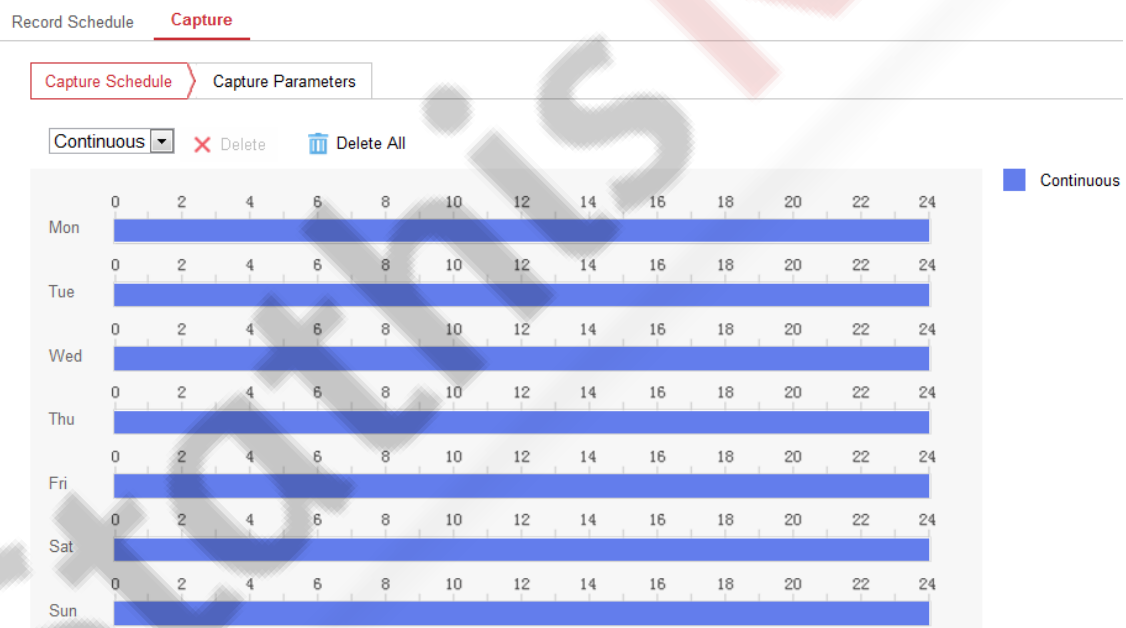 Record Schedule Capture
Capture Schedule Capture Parameters
Continuous Delete Delete All
Continuous
0 2 4 6 8 10 12 14 16 18 20 22 24
Mon
0 2 4 6 8 10 12 14 16 18 20 22 24
Tue
0 2 4 6 8 10 12 14 16 18 20 22 24
Wed
0 2 4 6 8 10 12 14 16 18 20 22 24
Thu
0 2 4 6 8 10 12 14 16 18 20 22 24
Fri
0 2 4 6 8 10 12 14 16 18 20 22 24
Sat
0 2 4 6 8 10 12 14 16 18 20 22 24
Sun